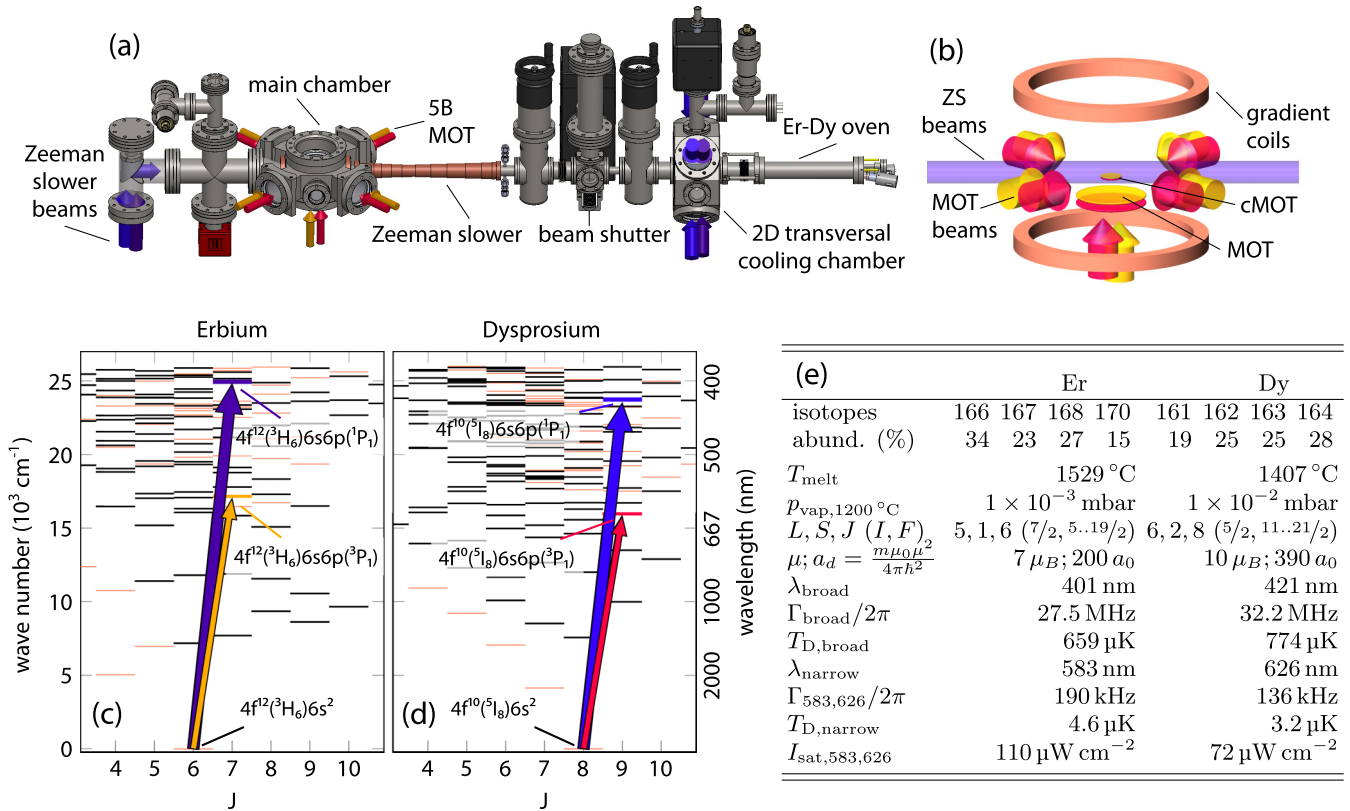 (a)
main chamber
5B
MOT
Zeeman
slower
beams
Zeeman slower
beam shutter
Er-Dy oven
2D transversal
cooling chamber
(b)
ZS
beams
gradient
coils
MOT
beams
cMOT
MOT
Erbium
wave number (10³ cm⁻¹)
25
20
15
10
5
0
4f¹²(³H₆)6s6p(¹P₁)
4f¹²(³H₆)6s6p(³P₁)
(c)
4f¹²(³H₆)6s²
4 5 6 7 8 9 10
J
Dysprosium
4f¹⁰(⁵I₈)6s6p(¹P₁)
4f¹⁰(⁵I₈)6s6p(³P₁)
(d)
4f¹⁰(⁵I₈)6s²
4 5 6 7 8 9 10
J
400
500
667
1000
2000
wavelength (nm)
(e)
Er Dy
isotopes 166 167 168 170 161 162 163 164
abund. (%) 34 23 27 15 19 25 25 28
T_melt 1529 °C 1407 °C
p_vap,1200 °C 1 × 10⁻³ mbar 1 × 10⁻² mbar
L, S, J (I, F) 5, 1, 6 (7/2, 5..19/2) 6, 2, 8 (5/2, 11..21/2)
μ; a_d = mμ₀μ²/4πħ² 7 μ_B; 200 a₀ 10 μ_B; 390 a₀
λ_broad 401 nm 421 nm
Γ_broad/2π 27.5 MHz 32.2 MHz
T_D,broad 659 μK 774 μK
λ_narrow 583 nm 626 nm
Γ_583,626/2π 190 kHz 136 kHz
T_D,narrow 4.6 μK 3.2 μK
I_sat,583,626 110 μW cm⁻² 72 μW cm⁻²